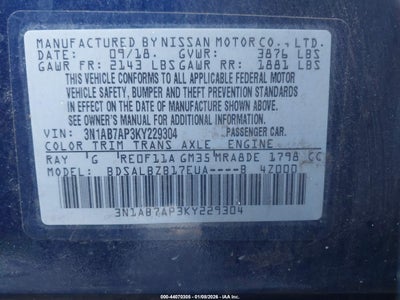 MANUFACTURED BY NISSAN MOTOR CO., LTD.
DATE: 09/18. GVWR: 3876 LBS
GAWR FR: 2143 LBS GAWR RR: 1881 LBS
THIS VEHICLE CONFORMS TO ALL APPLICABLE FEDERAL MOTOR
VEHICLE SAFETY, BUMPER AND THEFT PREVENTION STANDARDS
IN EFFECT ON THE DATE OF MANUFACTURE SHOWN ABOVE.
SEE OWNER'S MANUAL FOR ADDITIONAL INFORMATION.
VIN: 3N1AB7AP3KY229304 PASSENGER CAR.
COLOR TRIM TRANS AXLE ENGINE
RAY G RE0F11A GM35 MRA8DE 1798 CC
MODEL: BDSALBZB17EUA----B 4Z000
3N1AB7AP3KY229304
000-44070305 - 01/09/2026 - IAA Inc.